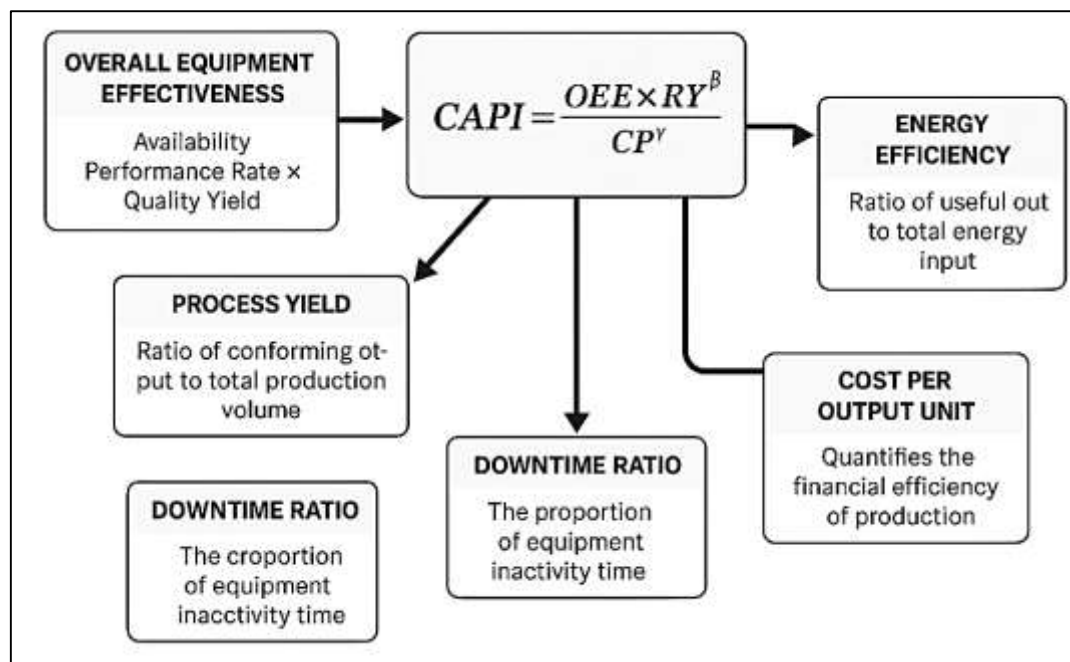 OVERALL EQUIPMENT
EFFECTIVENESS
Availability
Performance Rate ×
Quality Yield
CAPI = OEE×RY^β / CP^γ
ENERGY
EFFICIENCY
Ratio of useful out
to total energy
input
PROCESS YIELD
Ratio of conforming ot-
put to total production
volume
COST PER
OUTPUT UNIT
Quantifies the
financial efficiency
of production
DOWNTIME RATIO
The proportion
of equipment
inactivity time
DOWNTIME RATIO
The croportion
of equipment
inacctivity time